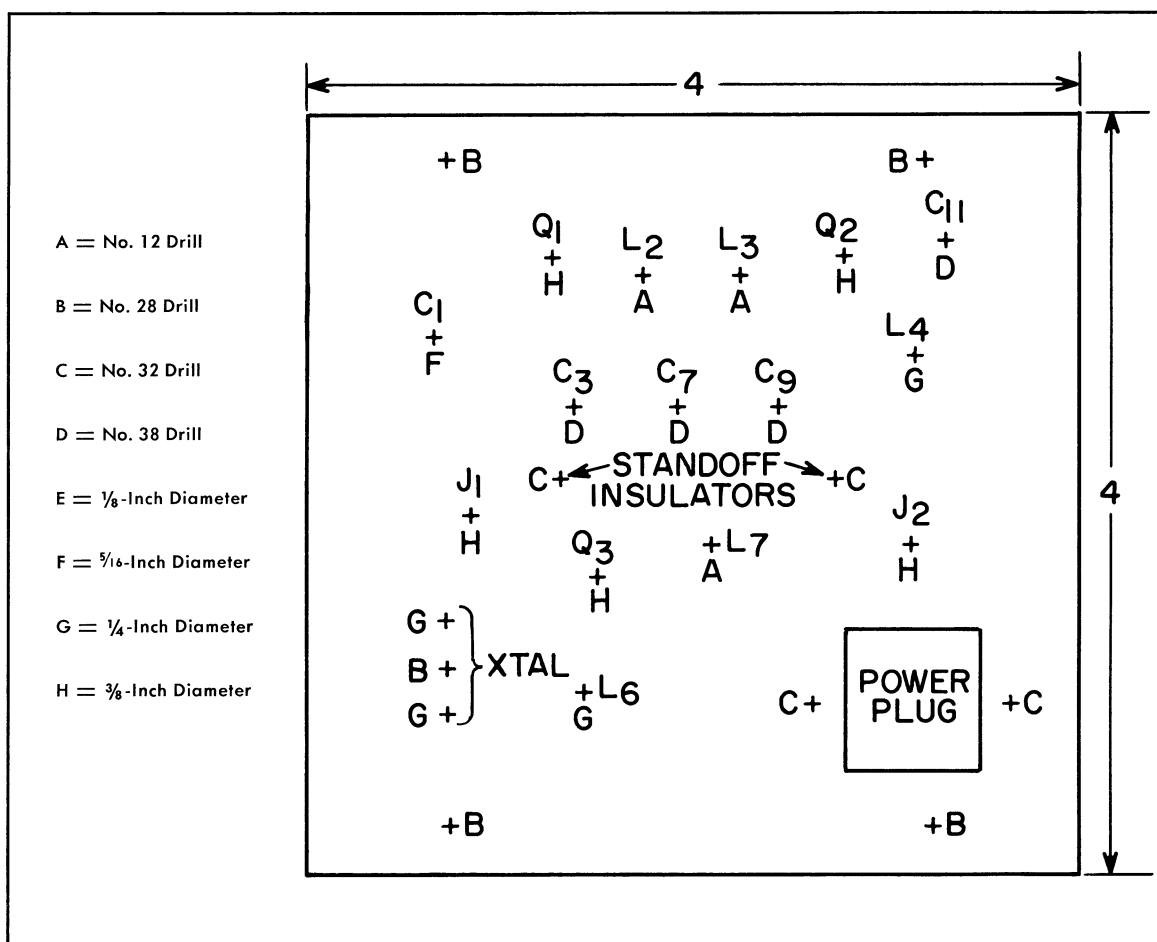 4
+B
B+
C11
+
D
Q1
+
H
L2
+
A
L3
+
A
Q2
+
H
A = No. 12 Drill
B = No. 28 Drill
C = No. 32 Drill
D = No. 38 Drill
E = 1/8-Inch Diameter
F = 5/16-Inch Diameter
G = 1/4-Inch Diameter
H = 3/8-Inch Diameter
C1
+
F
L4
+
G
C3
+
D
C7
+
D
C9
+
D
C+
STANDOFF
INSULATORS
+C
4
J1
+
H
Q3
+
H
+L7
A
J2
+
H
G +
B +
G +
XTAL
+L6
G
C+
POWER
PLUG
+C
+B
+B